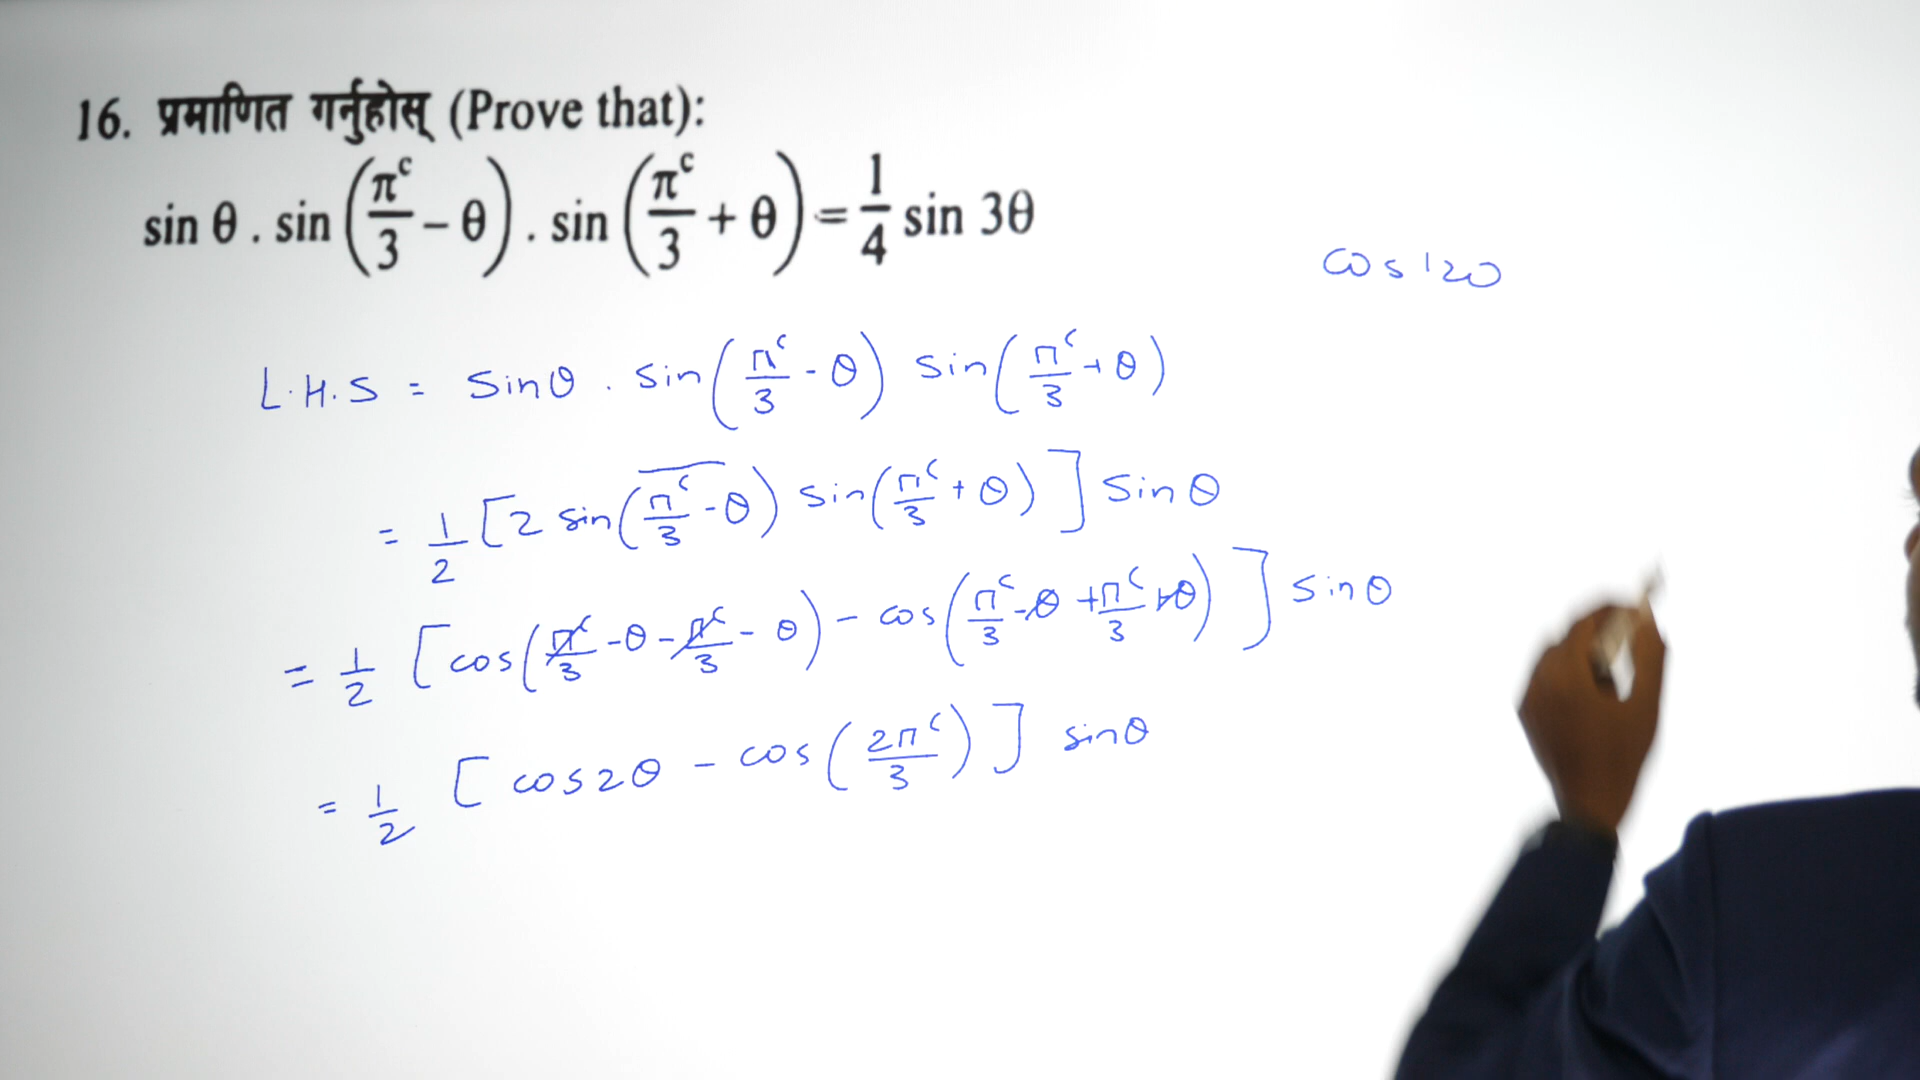 16. प्रमाणित गर्नुहोस् (Prove that):
sin θ . sin (π^c/3 − θ) . sin (π^c/3 + θ) = 1/4 sin 3θ
cos 120
L.H.S = sinθ . sin(π^c/3 - θ) sin(π^c/3 + θ)
= 1/2 [2 sin(π^c/3 - θ) sin(π^c/3 + θ)] sinθ
= 1/2 [cos(π^c/3 - θ - π^c/3 - θ) - cos(π^c/3 - θ + π^c/3 + θ)] sinθ
= 1/2 [cos2θ - cos(2π^c/3)] sinθ